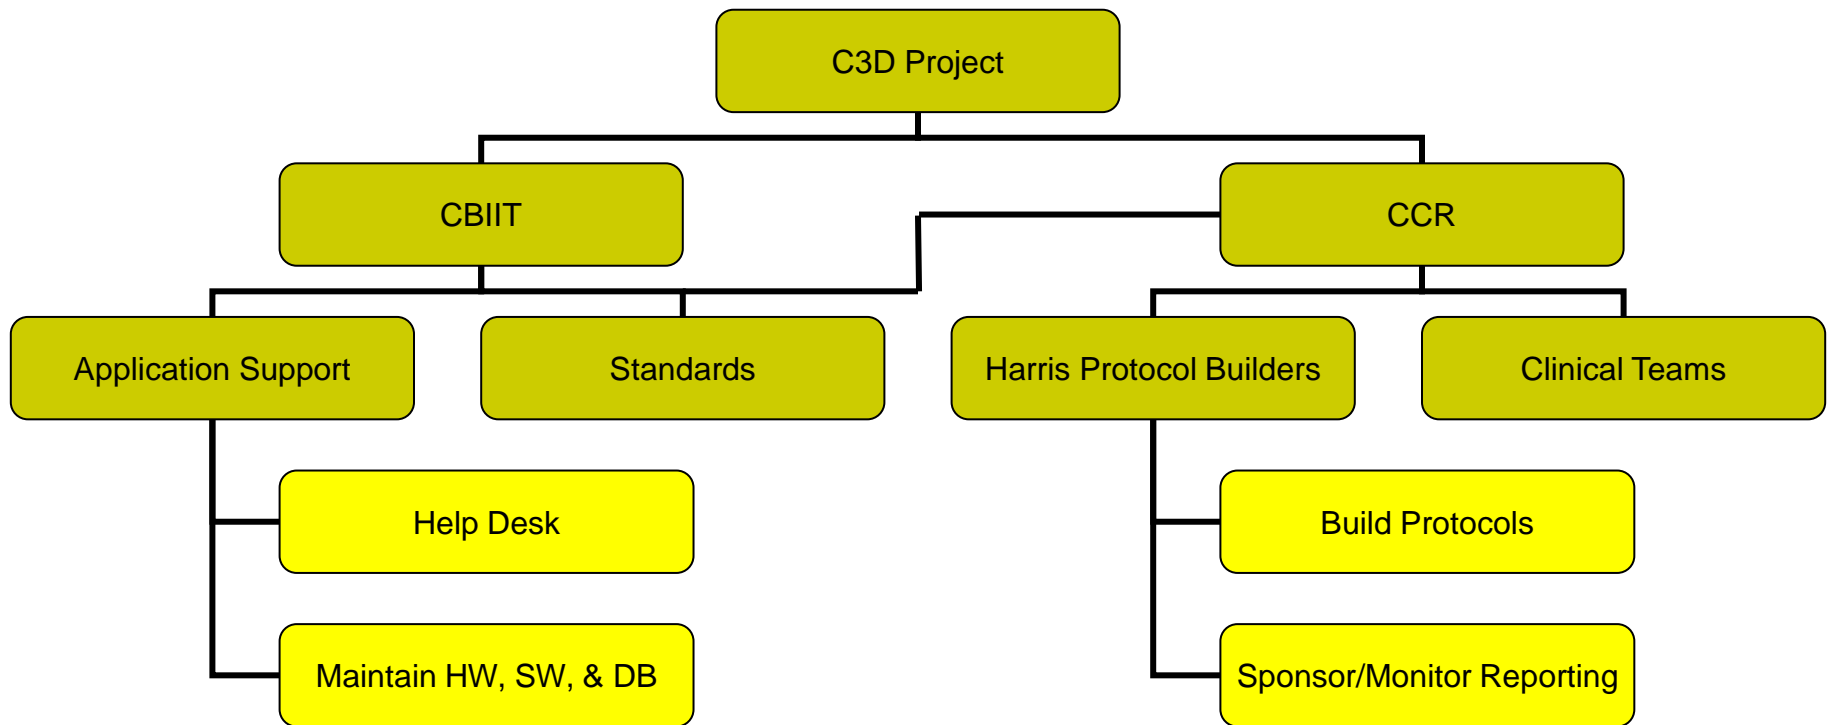 C3D Project
CBIIT
CCR
Application Support
Standards
Harris Protocol Builders
Clinical Teams
Help Desk
Build Protocols
Maintain HW, SW, & DB
Sponsor/Monitor Reporting